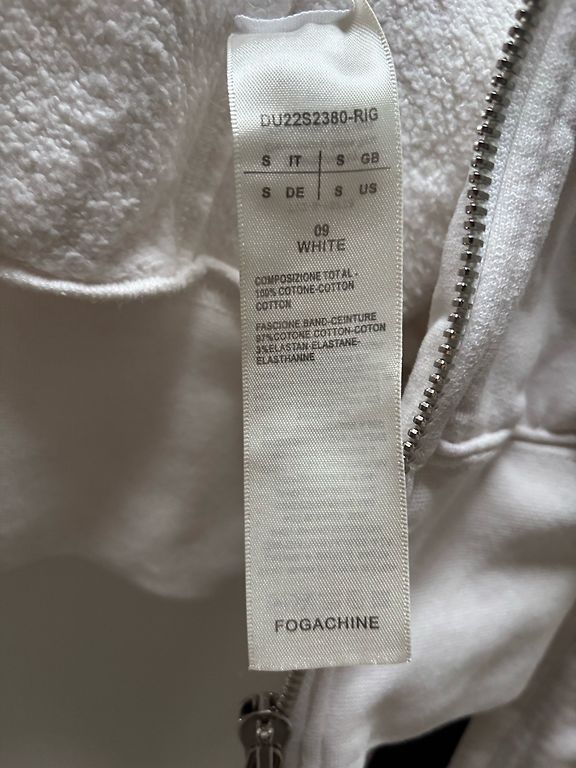 DU22S2380-RIG
S IT S GB
S DE S US
09
WHITE
COMPOSIZIONE TOTAL -
100% COTONE-COTTON
COTTON
FASCIONE BAND-CEINTURE
97%COTONE COTTON-COTON
3%ELASTAN ELASTANE-
ELASTHANNE
FOGACHINE